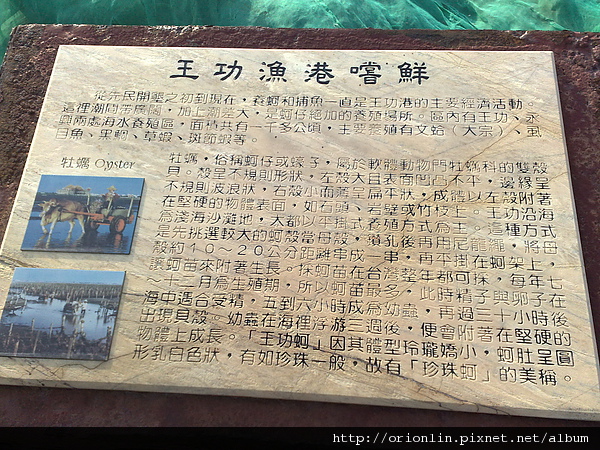 王功漁港嚐鮮
從先民開墾之初到現在，養蚵和捕魚一直是王功港的主要經濟活動。
這裡潮間帶廣闊，加上潮差大，是蚵仔絕加的養殖場所。區內有王功、永
興兩處海水養殖區，面積共有一千多公頃，主要養殖有文蛤（大宗）、虱
目魚、黑鯛、草蝦、斑節蝦等。
牡蠣 Oyster
牡蠣，俗稱蚵仔或蠔子，屬於軟體動物門牡蠣科的雙殼
貝。殼呈不規則形狀，左殼大且表面凹凸不平，邊緣呈
不規則波浪狀，右殼小而薄呈扁平狀，成體以左殼附著
在堅硬的物體表面，如石頭、岩壁或竹枝上。王功沿海
為淺海沙灘地，大都以平掛式養殖方式為主。這種方式
是先挑選較大的蚵殼當母殼，鑽孔後再用尼龍繩，將母
殼約１０～２０公分距離串成一串，再平掛在蚵架上，
讓蚵苗來附著生長。採蚵苗在台灣整年都可採，每年七
～十二月為生殖期，所以蚵苗最多，此時精子與卵子在
海中遇合受精，五到六小時成為幼蟲，再過三十小時後
出現貝殼。幼蟲在海裡浮游三週後，便會附著在堅硬的
物體上成長。「王功蚵」因其體型玲瓏嬌小，蚵肚呈圓
形乳白色狀，有如珍珠一般，故有「珍珠蚵」的美稱。
http://orionlin.pixnet.net/album